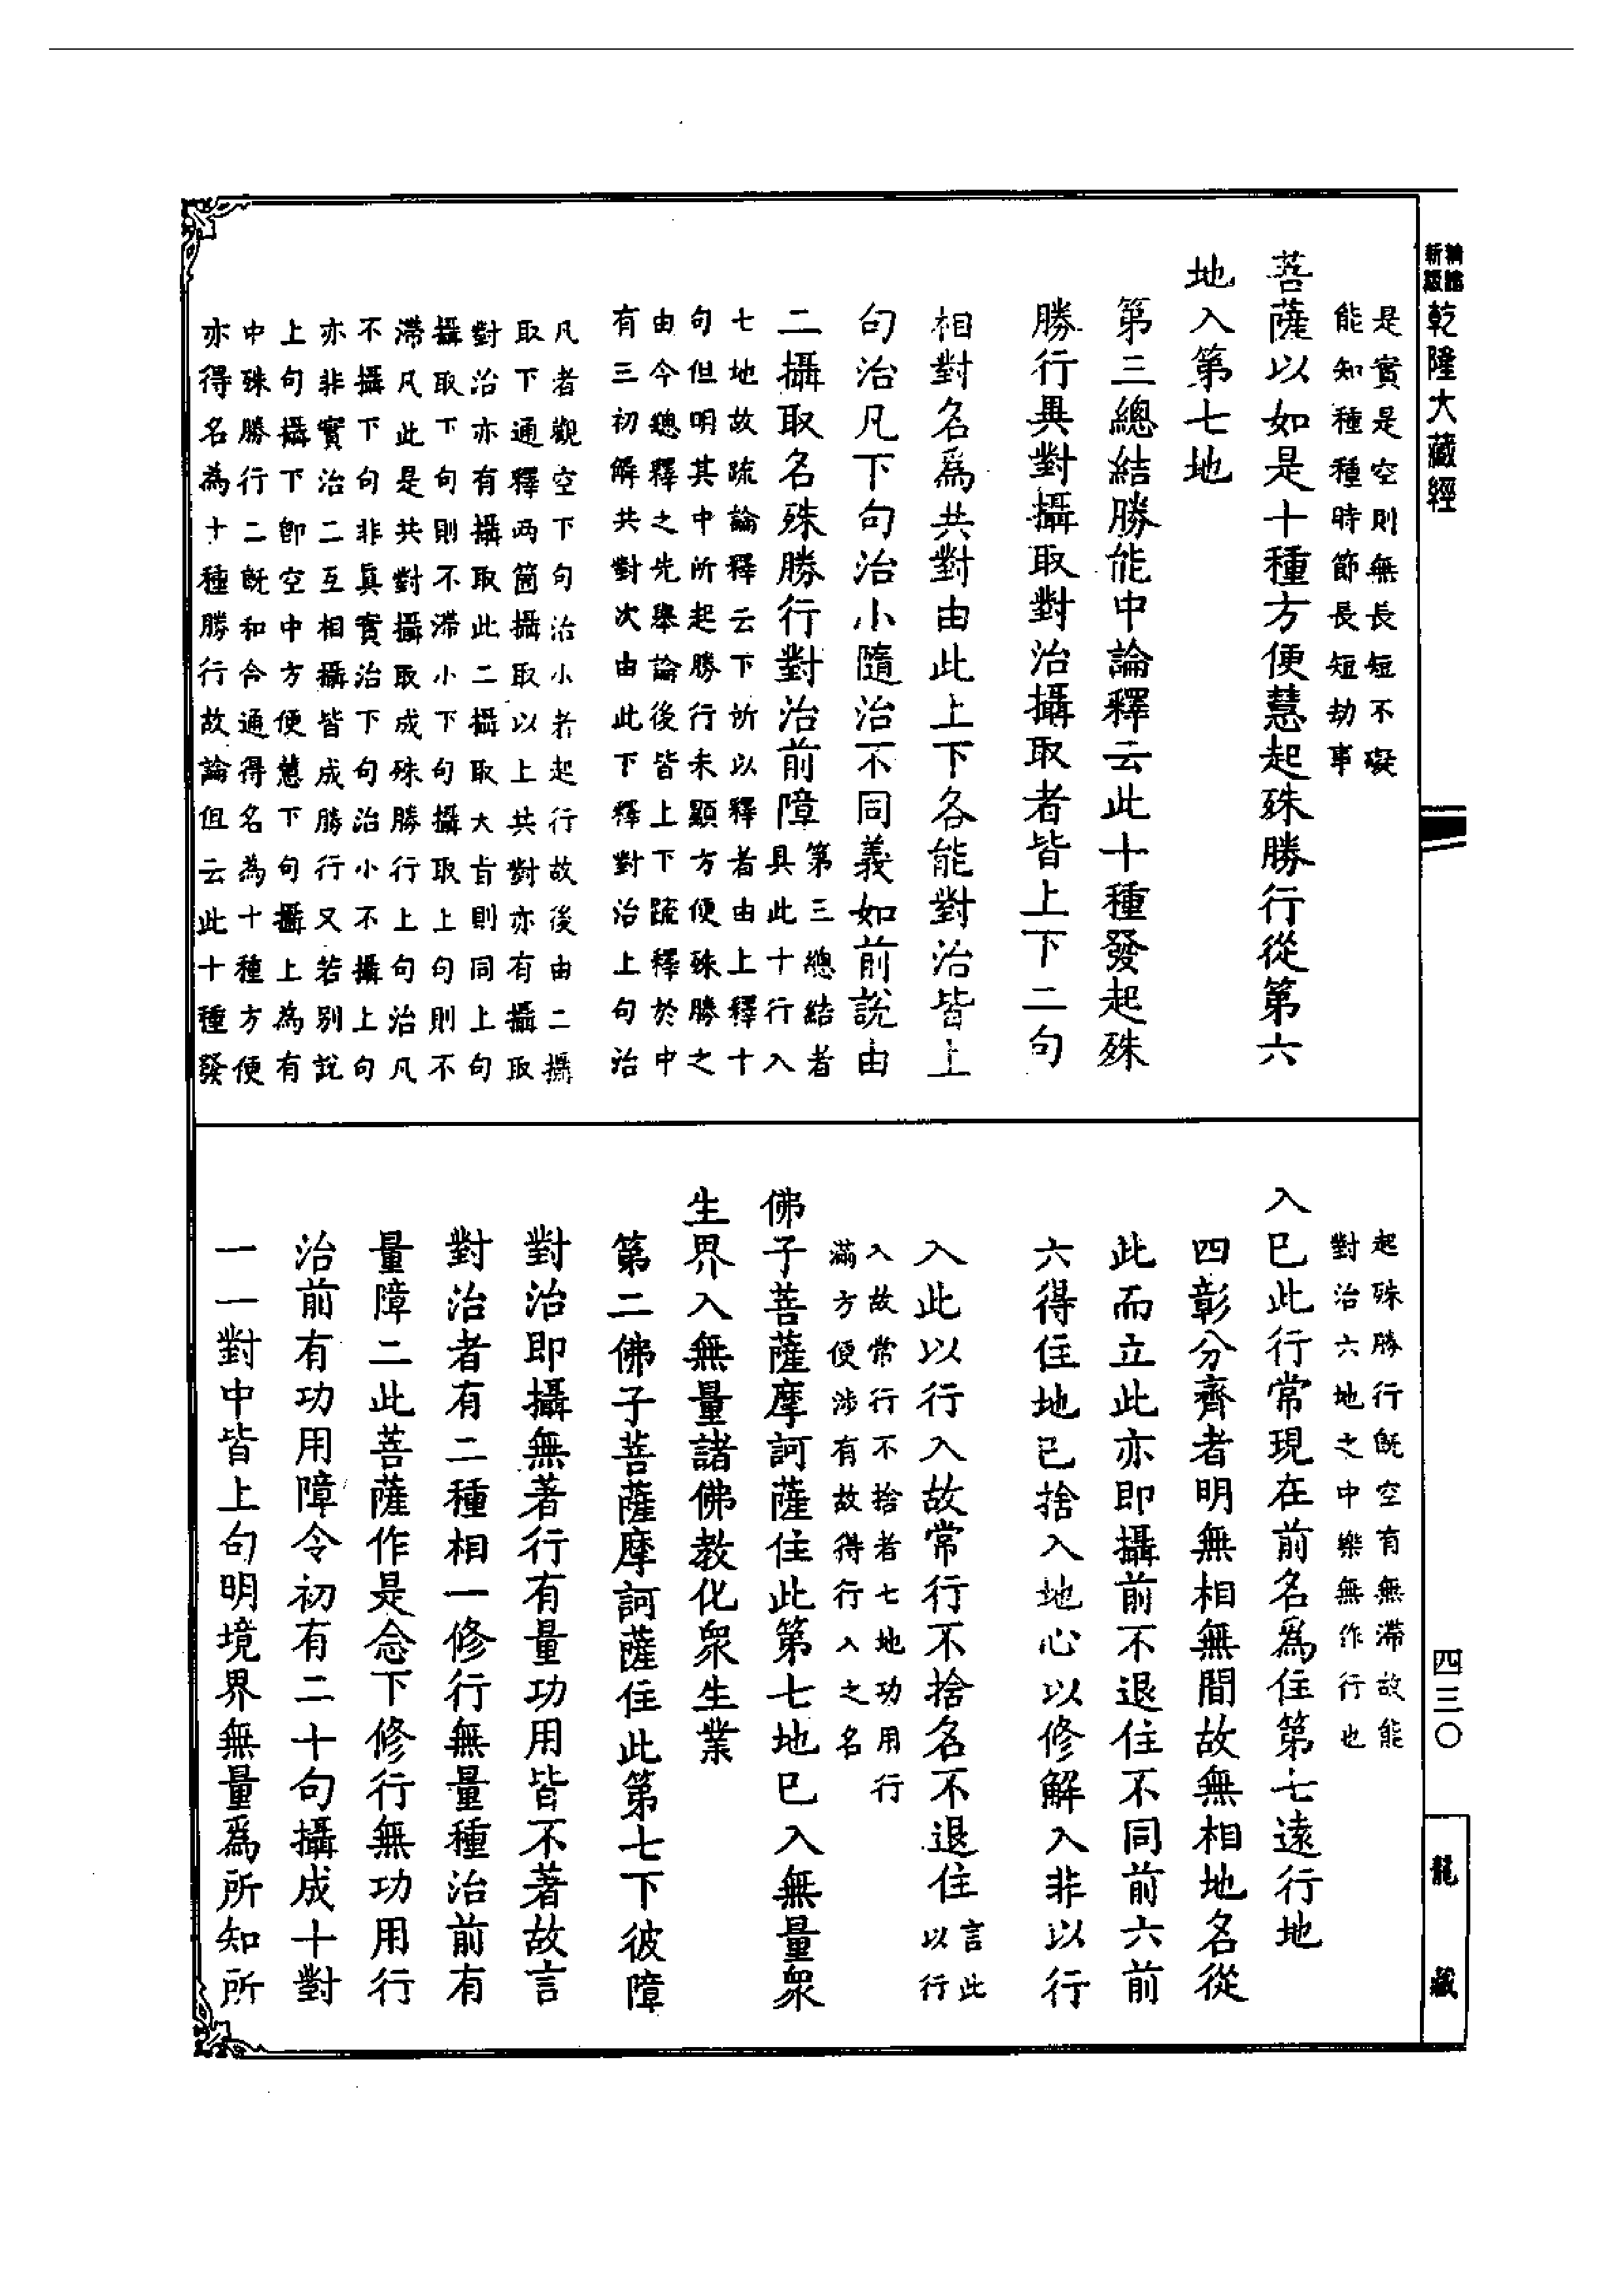 乾隆大藏經
是實是空則無長短不礙
能知種種時節長短劫事
菩薩以如是十種方便慧起殊勝行從第六
地入第七地
第三總結勝能中論釋云此十種發起殊
勝行具對攝取對治攝取者皆上下二句
相對名爲共對由此上下各能對治皆上
句治凡下句治小隨治不同義如前說由
二攝取名殊勝行對治前障
第三總結者
具此十行入
七地故疏論釋云下所以釋者由上釋十
句但明其中所起勝行未顯方便殊勝之
由今總釋之先舉論後皆上下疏釋於中
有三初解共對次由此下釋對治上句治
凡者觀空下句治小者起行故後由二攝
取下通釋两箇攝取以上共對亦有攝取
對治亦有攝取此二攝取大旨則同上句
攝取下句則不滯小下句攝取上句則不
滯凡此是共對攝取成殊勝行上句治凡
不攝下句非眞實治下句治小不攝上句
亦非實治二互相攝皆成勝行又若別說
上句攝下卽空中方便慧下句攝上為有
中殊勝行二旣和合通得名為十種方便
亦得名為十種勝行故論但云此十種發
起殊勝行旣空有無滯故能
對治六地之中樂無作行也
入已此行常現在前名爲住第七遠行地
四彰分齊者明無相無間故無相地名從
此而立此亦即攝前不退住不同前六前
六得住地已捨入地心以修解入非以行
入此以行入故常行不捨名不退住
言此
以行
入故常行不捨者七地功用行
滿方便涉有故得行入之名
佛子菩薩摩訶薩住此第七地已入無量衆
生界入無量諸佛教化衆生業
第二佛子菩薩摩訶薩住此第七下彼障
對治即攝無著行有量功用皆不著故言
對治者有二種相一修行無量種治前有
量障二此菩薩作是念下修行無功用行
治前有功用障今初有二十句攝成十對
一一對中皆上句明境界無量爲所知所
四三〇
龍藏